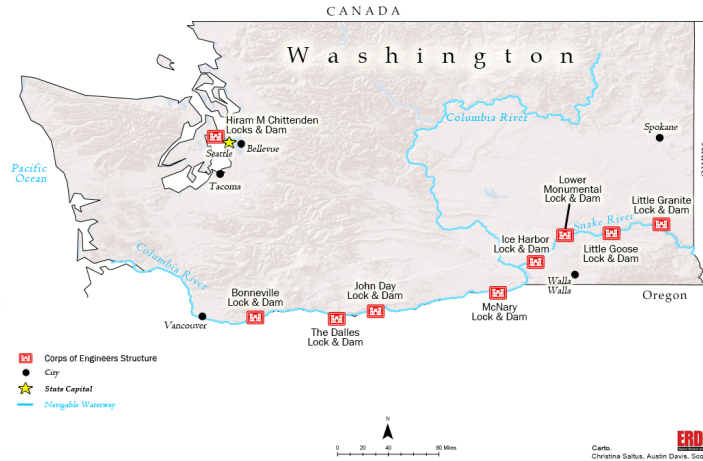 CANADA
Washington
Hiram M Chittenden
Locks & Dam
Seattle
Bellevue
Tacoma
Pacific
Ocean
Columbia River
Spokane
Lower
Monumental
Lock & Dam
Little Granite
Lock & Dam
Snake River
Ice Harbor
Lock & Dam
Little Goose
Lock & Dam
Walla
Walla
Oregon
Columbia River
Bonneville
Lock & Dam
John Day
Lock & Dam
McNary
Lock & Dam
The Dalles
Lock & Dam
Vancouver
Corps of Engineers Structure
City
State Capital
Navigable Waterway
N
0 20 40 80 Miles
ERD
Carto.
Christina Saltus, Austin Davis, Sco